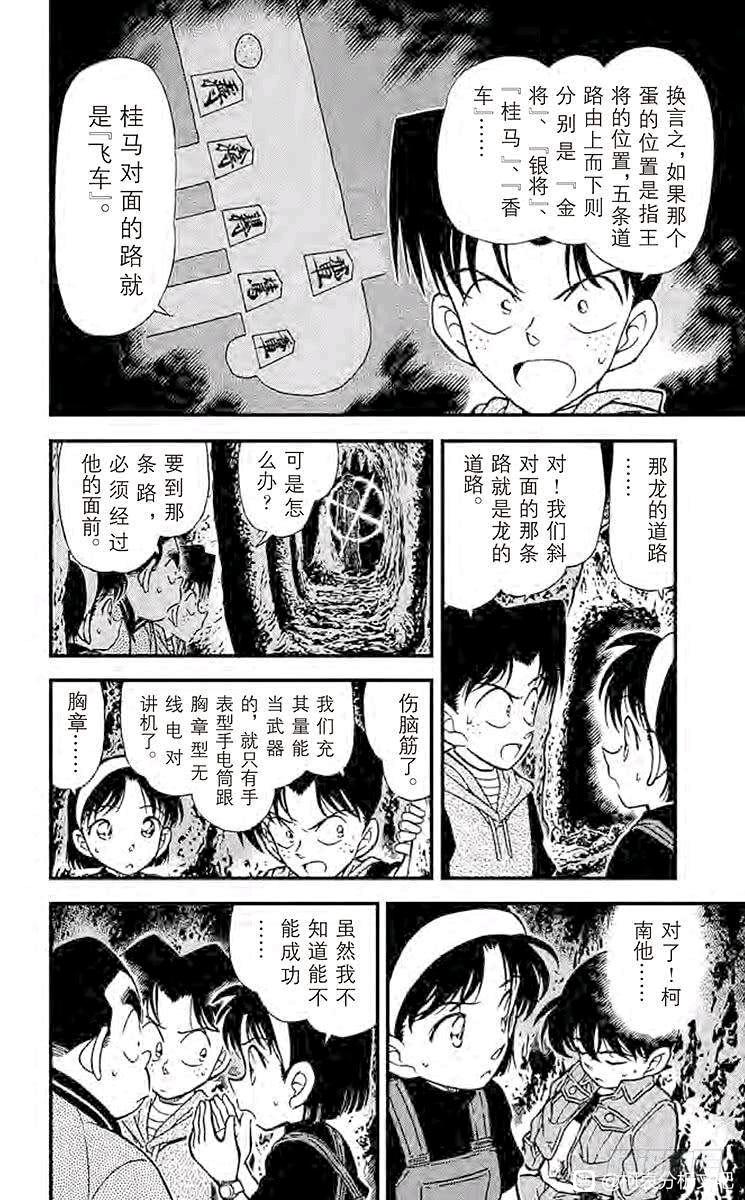 换言之,如果那个
蛋的位置是指王
将的位置,五条道
路由上而下则
分别是『金
将』、『银将』、
『桂马』、『香
车』……
桂马对面的路就
是『飞车』。
那龙的道路
……
对!我们斜
对面的那条
路就是龙的
道路。
可是怎
么办?
要到那
条路,
必须经过
他的面前。
伤脑筋了。
我们充
其量能
当武器
的,就只有手
表型手电筒跟
胸章型无
线电对
讲机了。
胸章……
对了!柯
南他……
虽然我不
知道能不
能成功
……
@柯哀分析文吧